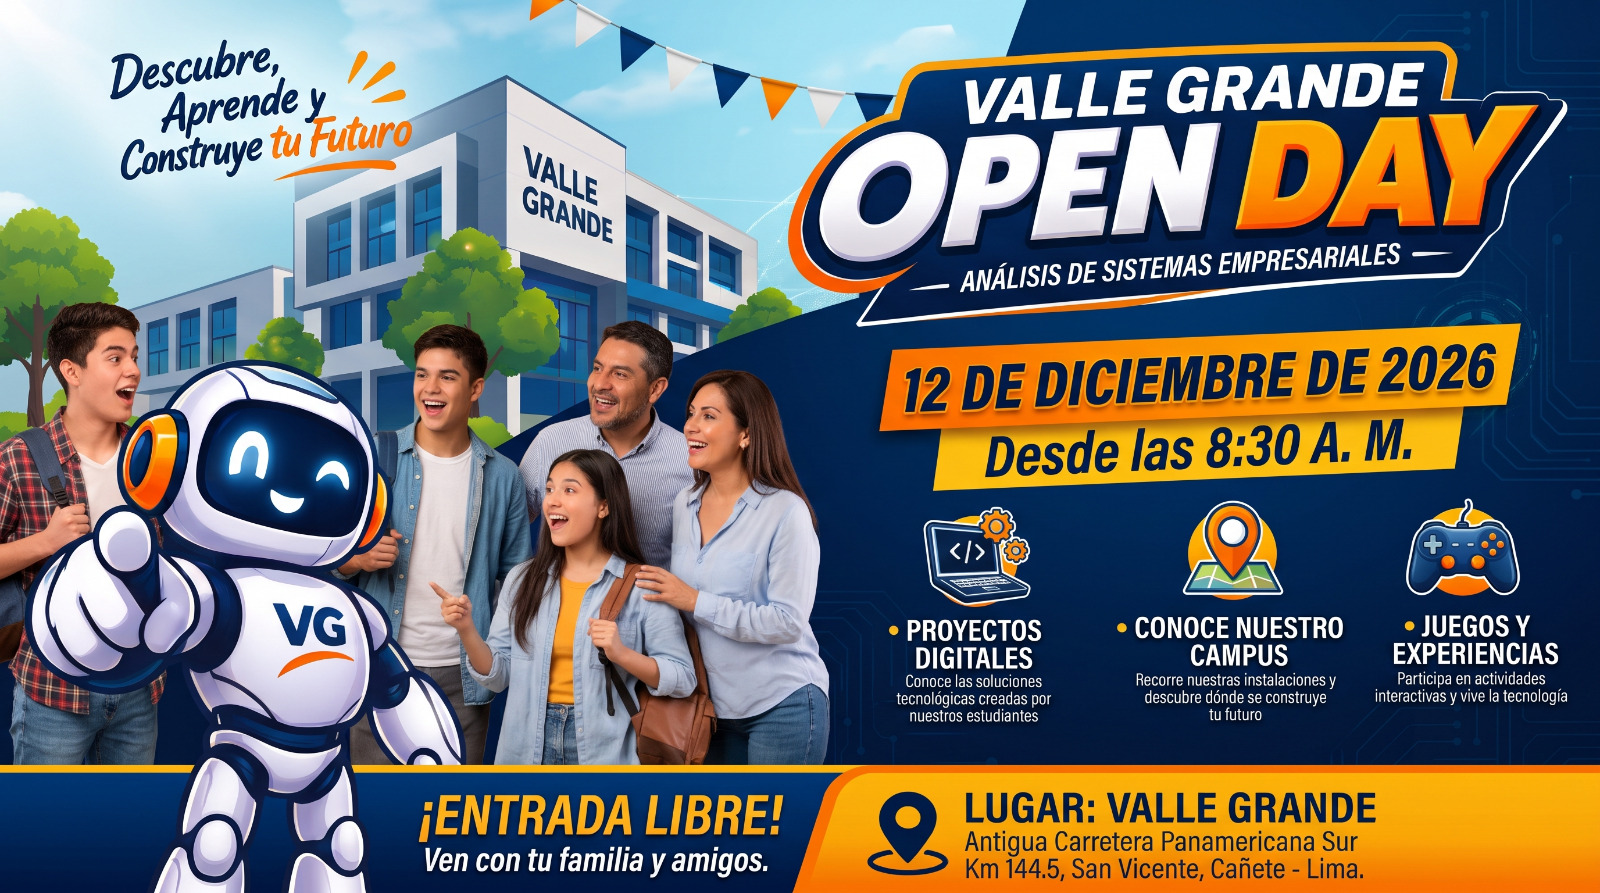 Descubre,
Aprende y
Construye tu Futuro
VALLE
GRANDE
VALLE GRANDE
OPEN DAY
ANÁLISIS DE SISTEMAS EMPRESARIALES
12 DE DICIEMBRE DE 2026
Desde las 8:30 A. M.
</>
• PROYECTOS
DIGITALES
Conoce las soluciones
tecnológicas creadas por
nuestros estudiantes
• CONOCE NUESTRO
CAMPUS
Recorre nuestras instalaciones y
descubre dónde se construye
tu futuro
• JUEGOS Y
EXPERIENCIAS
Participa en actividades
interactivas y vive la tecnología
VG
¡ENTRADA LIBRE!
Ven con tu familia y amigos.
LUGAR: VALLE GRANDE
Antigua Carretera Panamericana Sur
Km 144.5, San Vicente, Cañete - Lima.